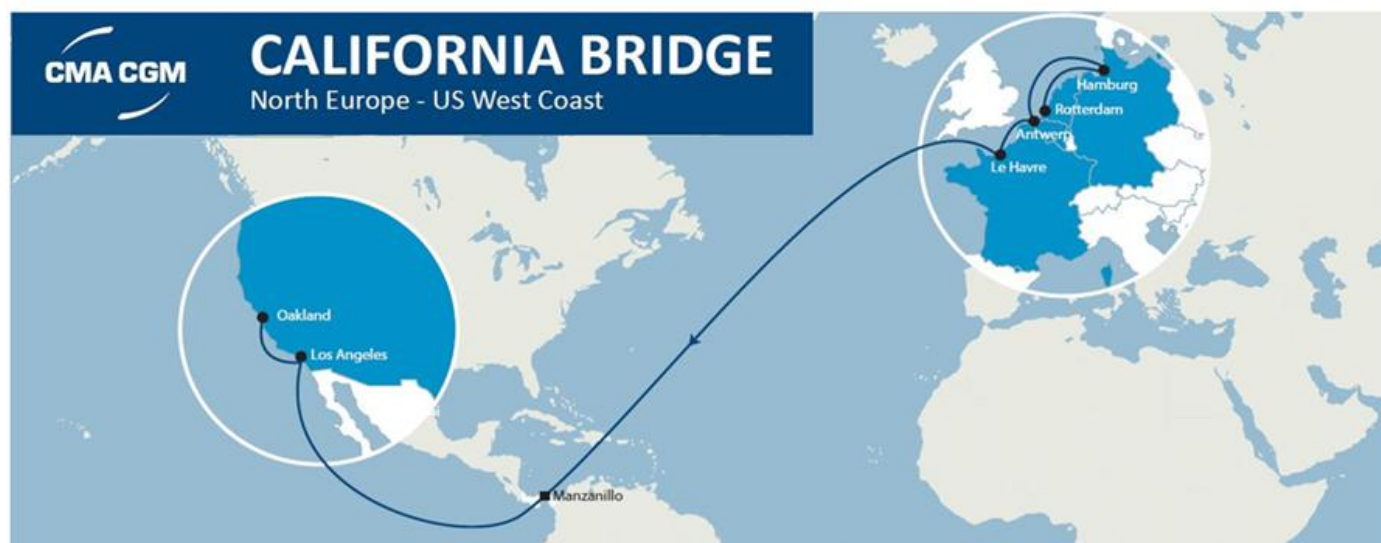 CMA CGM
CALIFORNIA BRIDGE
North Europe - US West Coast
Hamburg
Rotterdam
Antwerp
Le Havre
Oakland
Los Angeles
Manzanillo